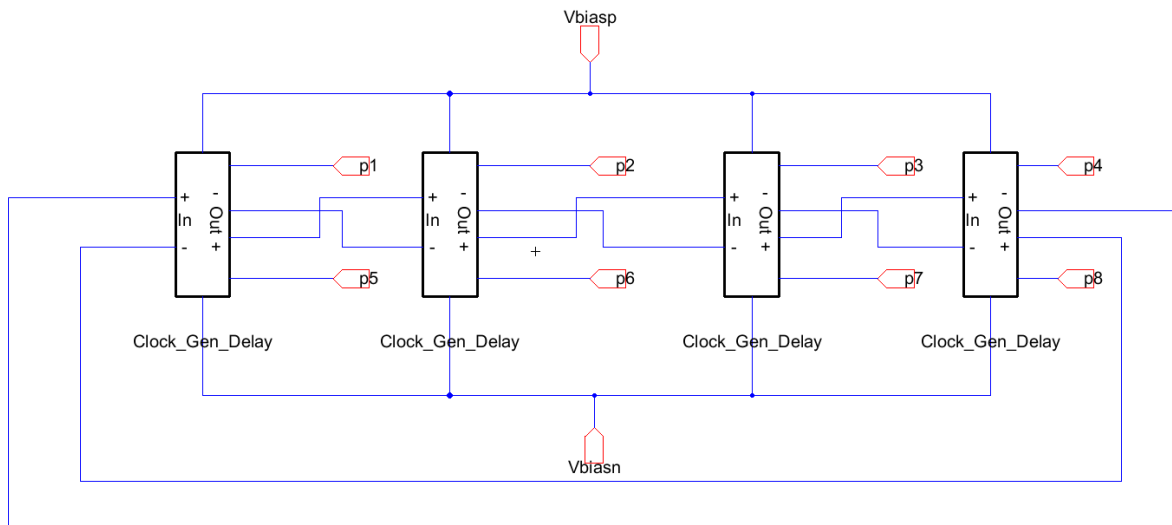 Vbiasp
p1
p2
p3
p4
+
-
In
Out
-
+
+
-
In
Out
-
+
+
-
In
Out
-
+
+
-
In
Out
-
+
p5
p6
p7
p8
Clock_Gen_Delay
Clock_Gen_Delay
Clock_Gen_Delay
Clock_Gen_Delay
Vbiasn